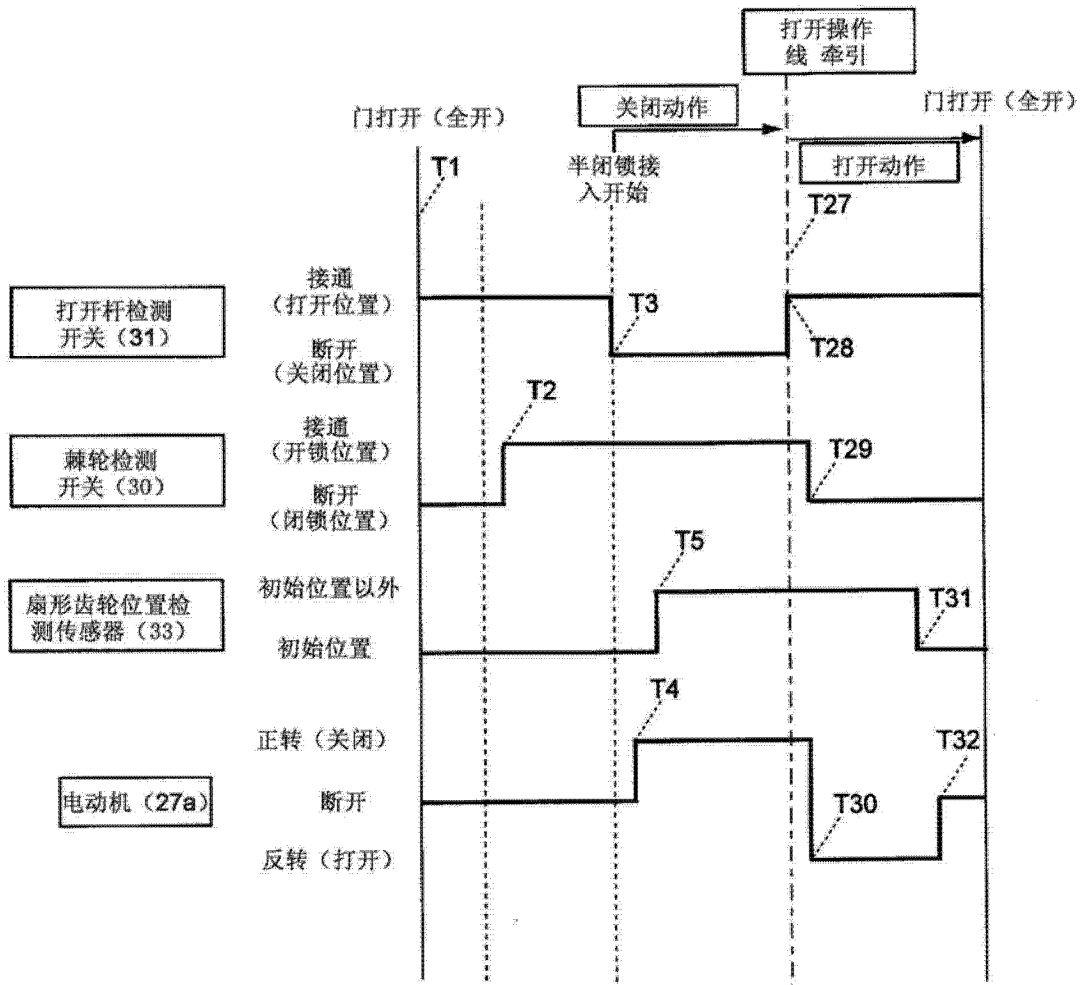 打开操作
线 牵引
门打开（全开）
关闭动作
门打开（全开）
T1
半闭锁接
入开始
打开动作
T27
打开杆检测
开关（31）
接通
（打开位置）
断开
（关闭位置）
T3
T28
棘轮检测
开关（30）
接通
（开锁位置）
断开
（闭锁位置）
T2
T29
扇形齿轮位置检
测传感器（33）
初始位置以外
初始位置
T5
T31
电动机（27a）
正转（关闭）
断开
反转（打开）
T4
T32
T30